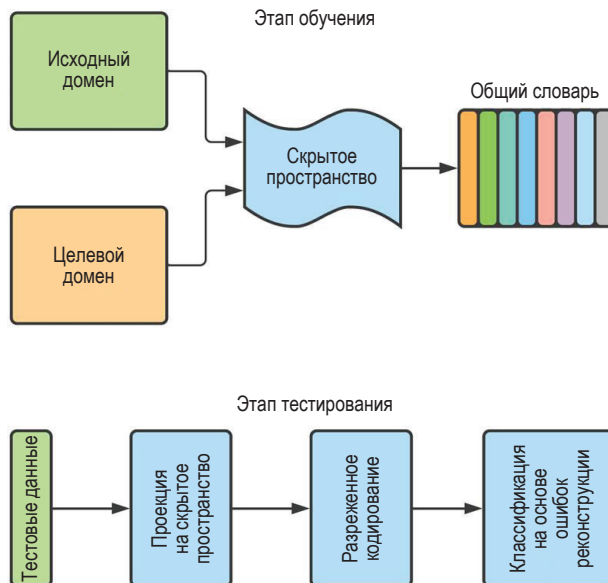 Этап обучения
Исходный
домен
Общий словарь
Скрытое
пространство
Целевой
домен
Этап тестирования
Тестовые данные
Проекция
на скрытое
пространство
Разреженное
кодирование
Классификация
на основе
ошибок
реконструкции